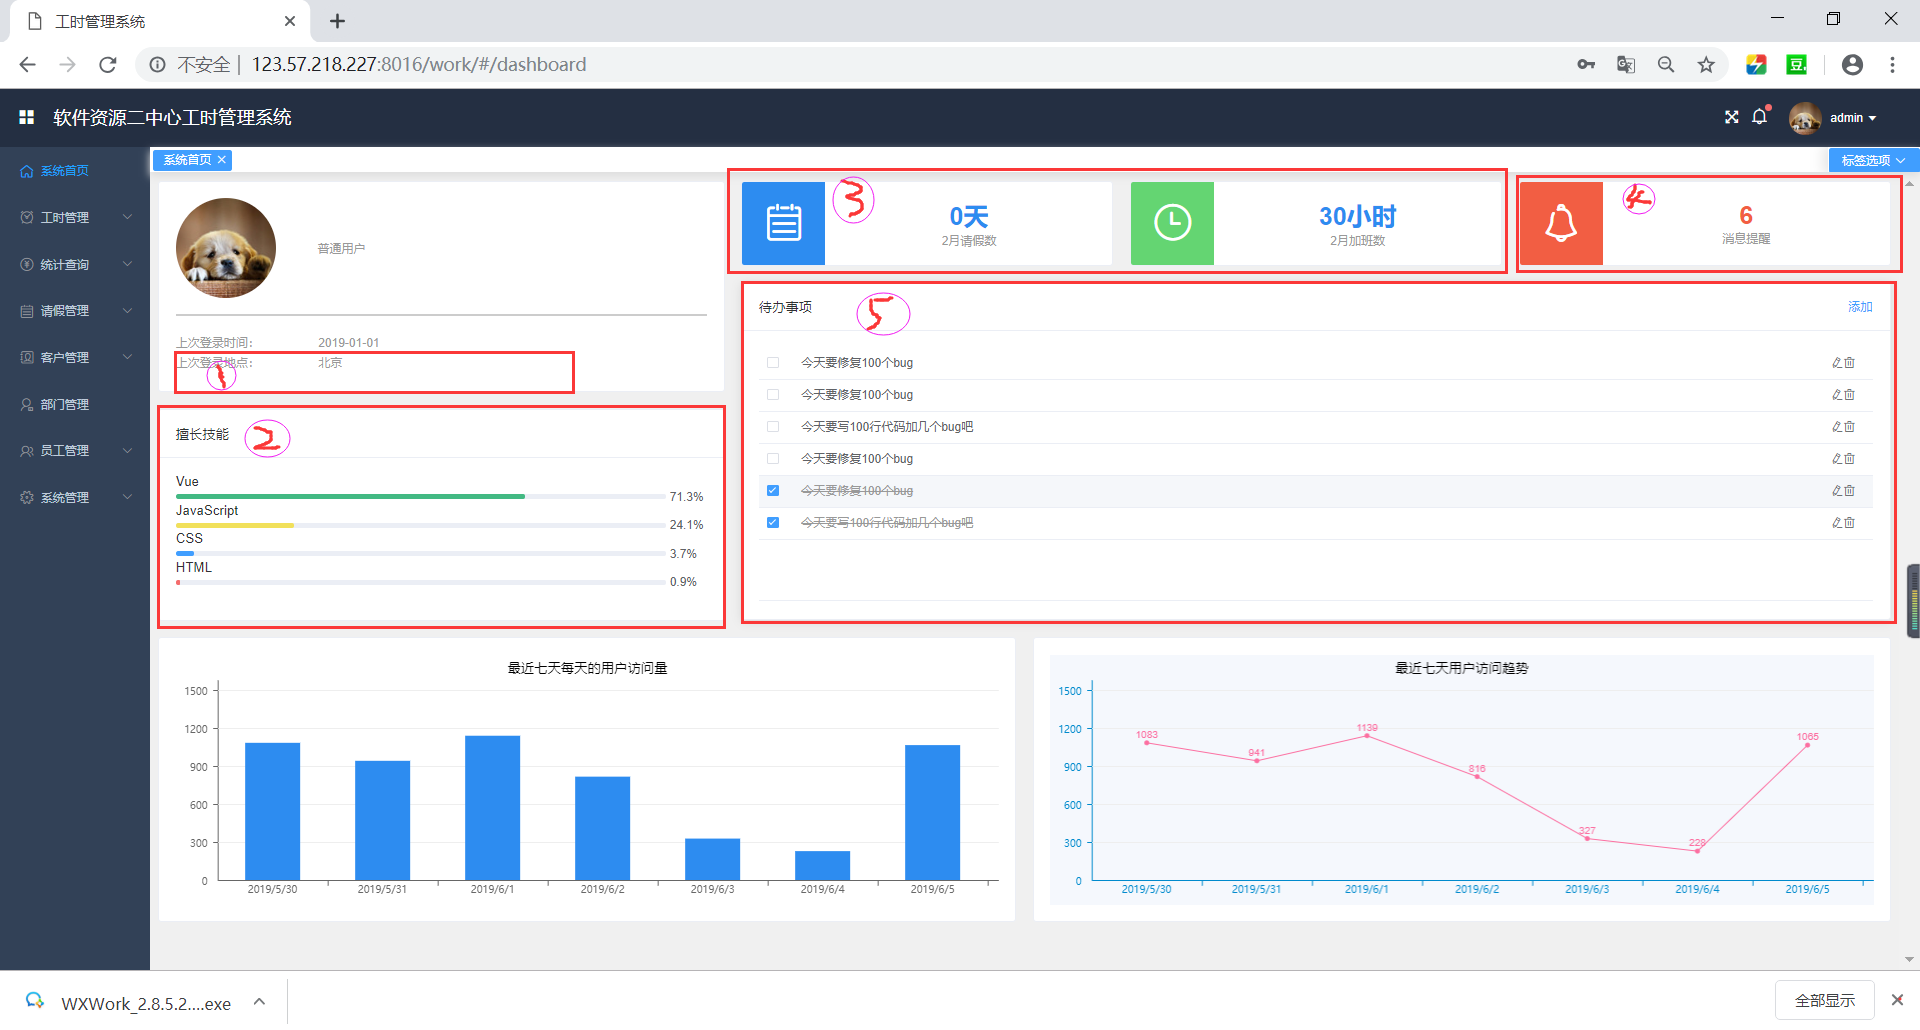 工时管理系统
不安全 | 123.57.218.227:8016/work/#/dashboard
软件资源二中心工时管理系统
admin
系统首页
工时管理
统计查询
请假管理
客户管理
部门管理
员工管理
系统管理
系统首页
标签选项
普通用户
上次登录时间：
2019-01-01
上次登录地点：
北京
1
擅长技能
2
Vue
71.3%
JavaScript
24.1%
CSS
3.7%
HTML
0.9%
3
0天
2月请假数
30小时
2月加班数
4
6
消息提醒
待办事项
5
添加
今天要修复100个bug
今天要修复100个bug
今天要写100行代码加几个bug吧
今天要修复100个bug
今天要修复100个bug
今天要写100行代码加几个bug吧
最近七天每天的用户访问量
1500
1200
900
600
300
0
2019/5/30
2019/5/31
2019/6/1
2019/6/2
2019/6/3
2019/6/4
2019/6/5
最近七天用户访问趋势
1500
1200
900
600
300
0
1083
941
1139
816
327
228
1065
2019/5/30
2019/5/31
2019/6/1
2019/6/2
2019/6/3
2019/6/4
2019/6/5
WXWork_2.8.5.2....exe
全部显示